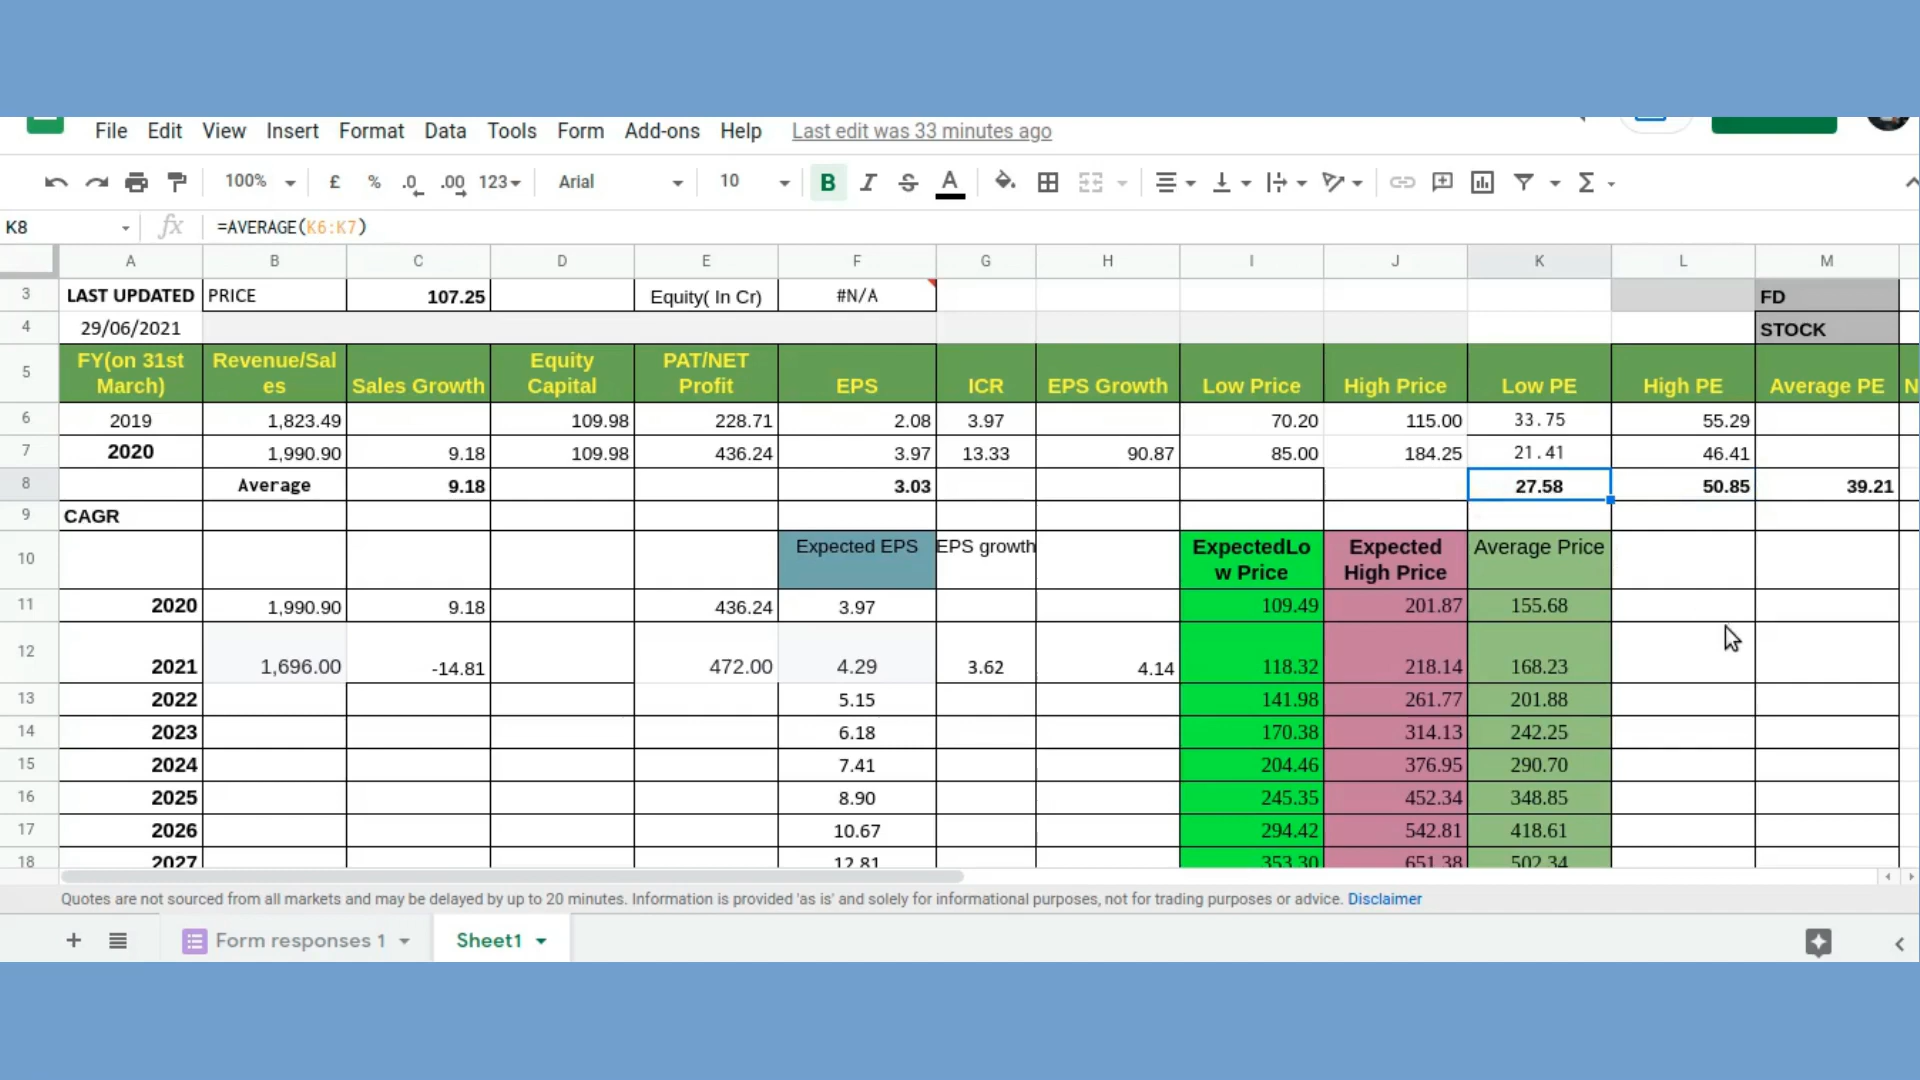 File Edit View Insert Format Data Tools Form Add-ons Help Last edit was 33 minutes ago
100% £ % .0 .00 123 Arial 10 B I S A Σ
K8 fx =AVERAGE(K6:K7)
A B C D E F G H I J K L M
3 LAST UPDATED PRICE 107.25 Equity( In Cr) #N/A FD
4 29/06/2021 STOCK
5 FY(on 31st March) Revenue/Sales Sales Growth Equity Capital PAT/NET Profit EPS ICR EPS Growth Low Price High Price Low PE High PE Average PE N
6 2019 1,823.49 109.98 228.71 2.08 3.97 70.20 115.00 33.75 55.29
7 2020 1,990.90 9.18 109.98 436.24 3.97 13.33 90.87 85.00 184.25 21.41 46.41
8 Average 9.18 3.03 27.58 50.85 39.21
9 CAGR
10 Expected EPS EPS growth ExpectedLow Price Expected High Price Average Price
11 2020 1,990.90 9.18 436.24 3.97 109.49 201.87 155.68
12 2021 1,696.00 -14.81 472.00 4.29 3.62 4.14 118.32 218.14 168.23
13 2022 5.15 141.98 261.77 201.88
14 2023 6.18 170.38 314.13 242.25
15 2024 7.41 204.46 376.95 290.70
16 2025 8.90 245.35 452.34 348.85
17 2026 10.67 294.42 542.81 418.61
18 2027 12.81 353.30 651.38 502.34
Quotes are not sourced from all markets and may be delayed by up to 20 minutes. Information is provided 'as is' and solely for informational purposes, not for trading purposes or advice. Disclaimer
Form responses 1 Sheet1